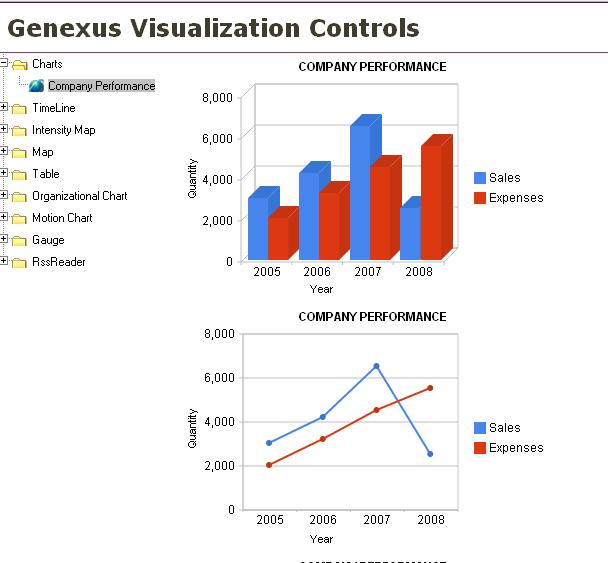 Genexus Visualization Controls
Charts
Company Performance
TimeLine
Intensity Map
Map
Table
Organizational Chart
Motion Chart
Gauge
RssReader
COMPANY PERFORMANCE
8,000
6,000
4,000
2,000
0
Quantity
2005 2006 2007 2008
Year
Sales
Expenses
COMPANY PERFORMANCE
8,000
6,000
4,000
2,000
0
Quantity
2005 2006 2007 2008
Year
Sales
Expenses